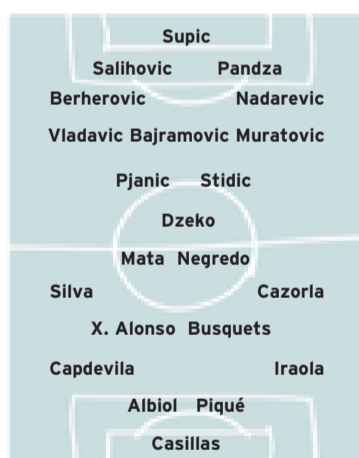 Supic
Salihovic Pandza
Berherovic Nadarevic
Vladavic Bajramovic Muratovic
Pjanic Stidic
Dzeko
Mata Negredo
Silva Cazorla
X. Alonso Busquets
Capdevila Iraola
Albiol Piqué
Casillas